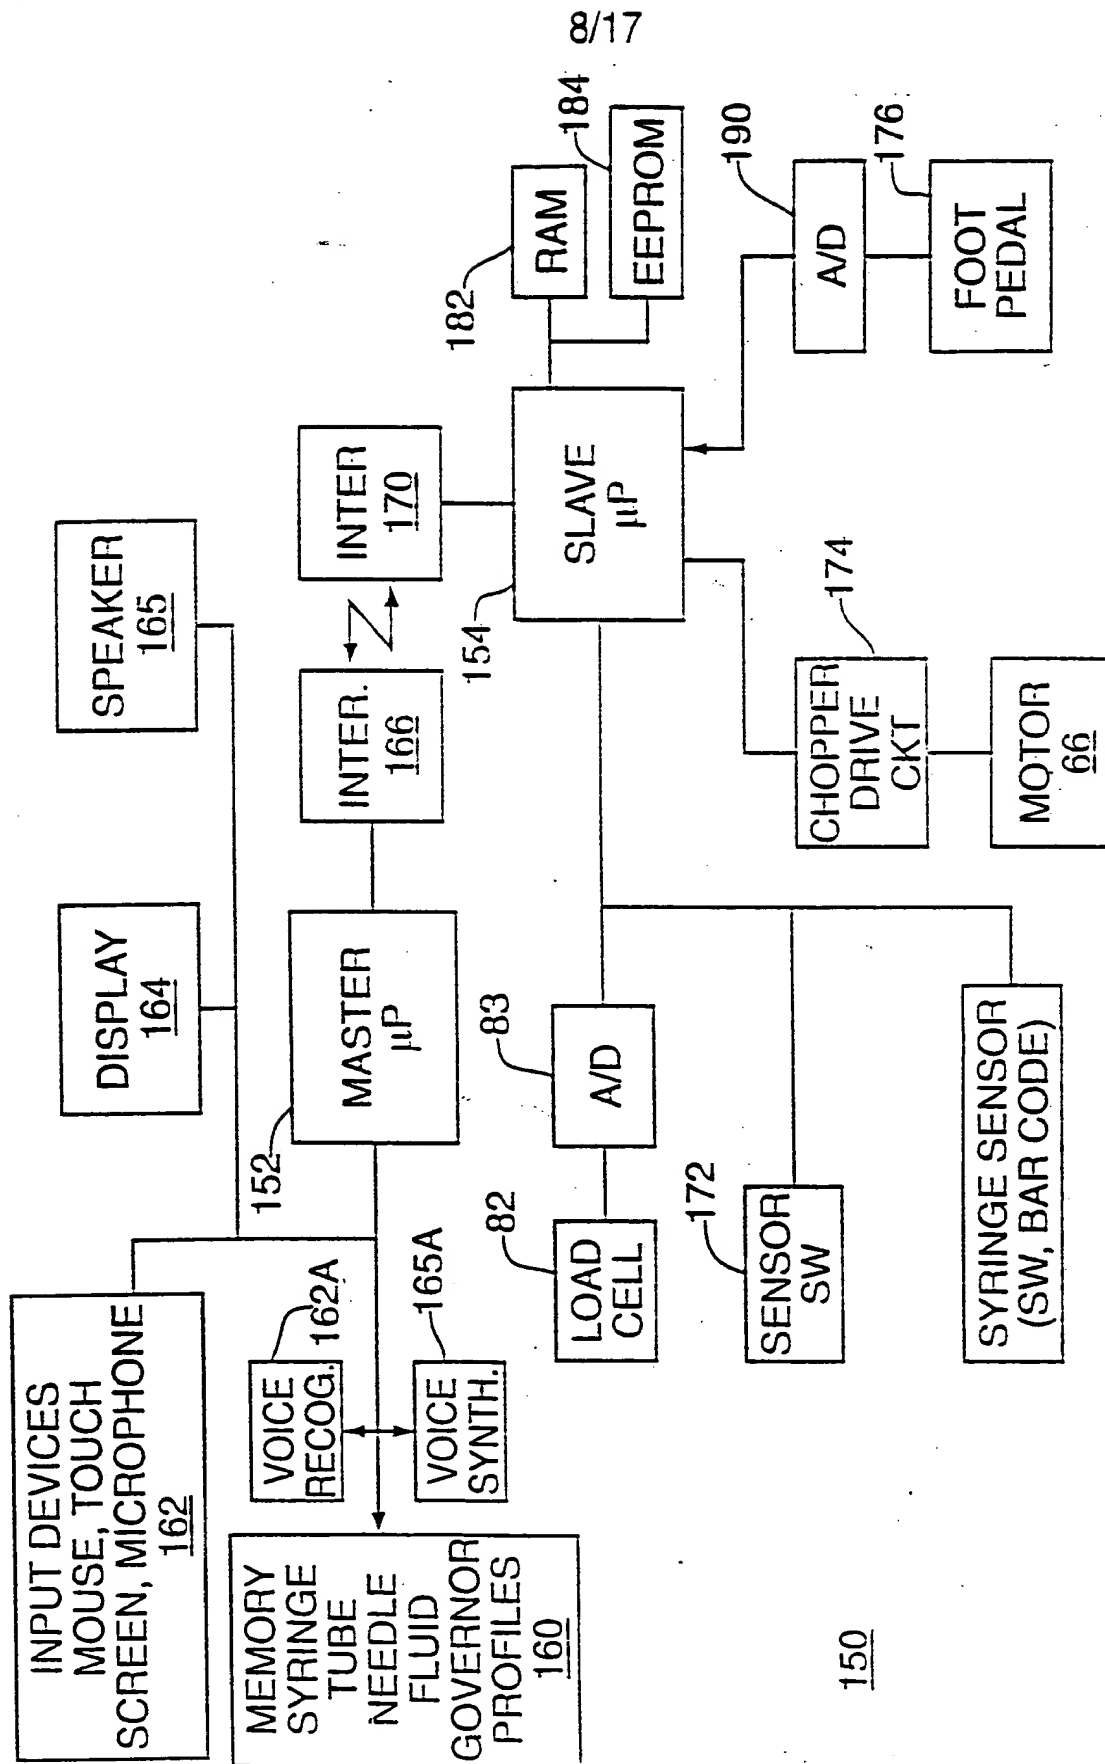 8/17
INPUT DEVICES
MOUSE, TOUCH
SCREEN, MICROPHONE
162
DISPLAY
164
SPEAKER
165
MEMORY
SYRINGE
TUBE
NEEDLE
FLUID
GOVERNOR
PROFILES
160
VOICE
RECOG.
162A
VOICE
SYNTH.
165A
152
MASTER
µP
INTER.
166
INTER
170
154
SLAVE
µP
182
RAM
184
EEPROM
82
LOAD
CELL
83
A/D
172
SENSOR
SW
SYRINGE SENSOR
(SW, BAR CODE)
174
CHOPPER
DRIVE
CKT
MOTOR
66
190
A/D
176
FOOT
PEDAL
150